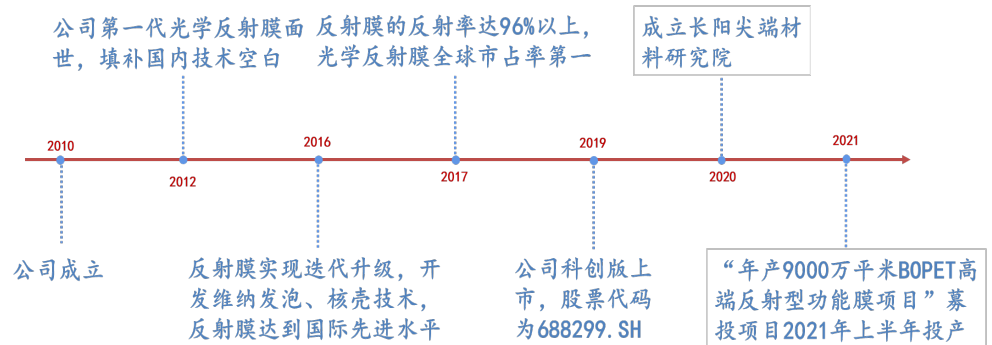 公司第一代光学反射膜面
世，填补国内技术空白
反射膜的反射率达96%以上，
光学反射膜全球市占率第一
成立长阳尖端材
料研究院
2010
2016
2019
2021
2012
2017
2020
公司成立
反射膜实现迭代升级，开
发维纳发泡、核壳技术，
反射膜达到国际先进水平
公司科创版上
市，股票代码
为688299.SH
“年产9000万平米BOPET高
端反射型功能膜项目”募
投项目2021年上半年投产